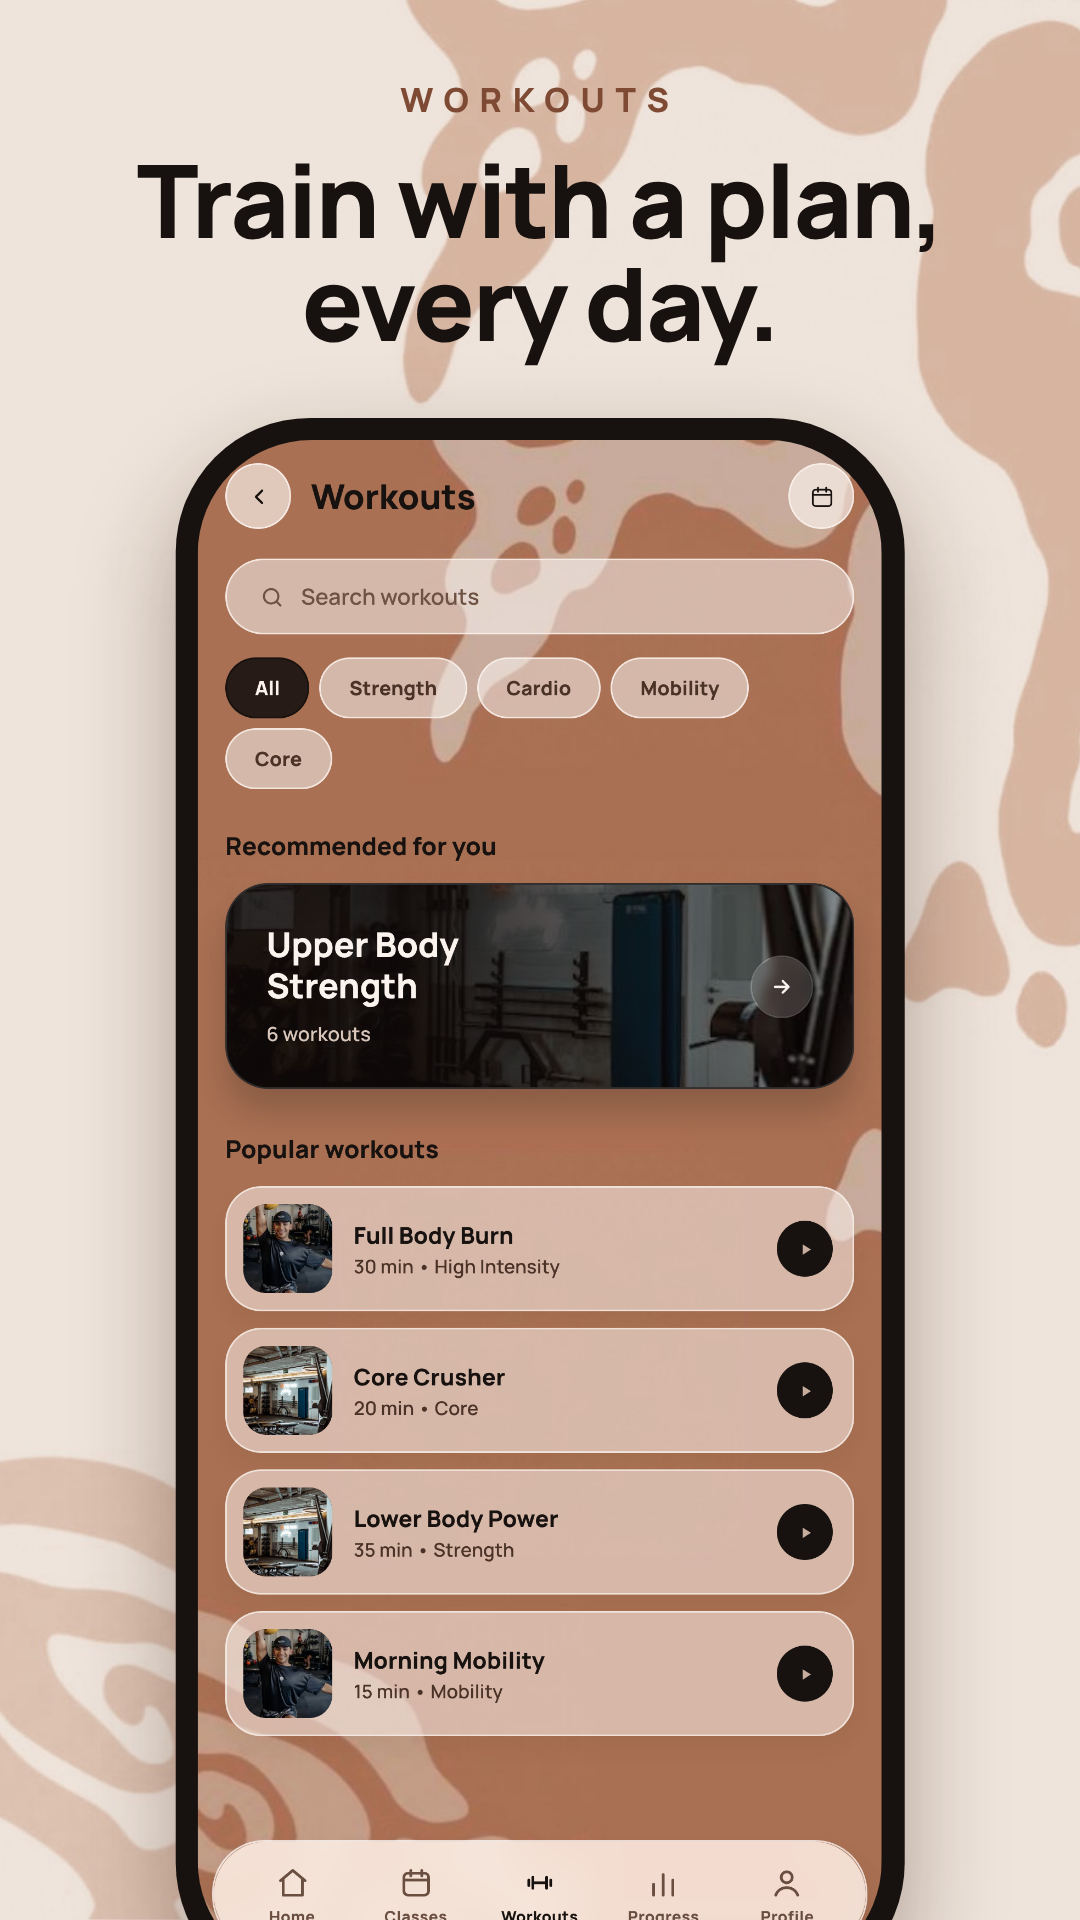 WORKOUTS
Train with a plan,
every day.
Workouts
Search workouts
All Strength Cardio Mobility
Core
Recommended for you
Upper Body
Strength
6 workouts
Popular workouts
Full Body Burn
30 min • High Intensity
Core Crusher
20 min • Core
Lower Body Power
35 min • Strength
Morning Mobility
15 min • Mobility
Home Classes Workouts Progress Profile